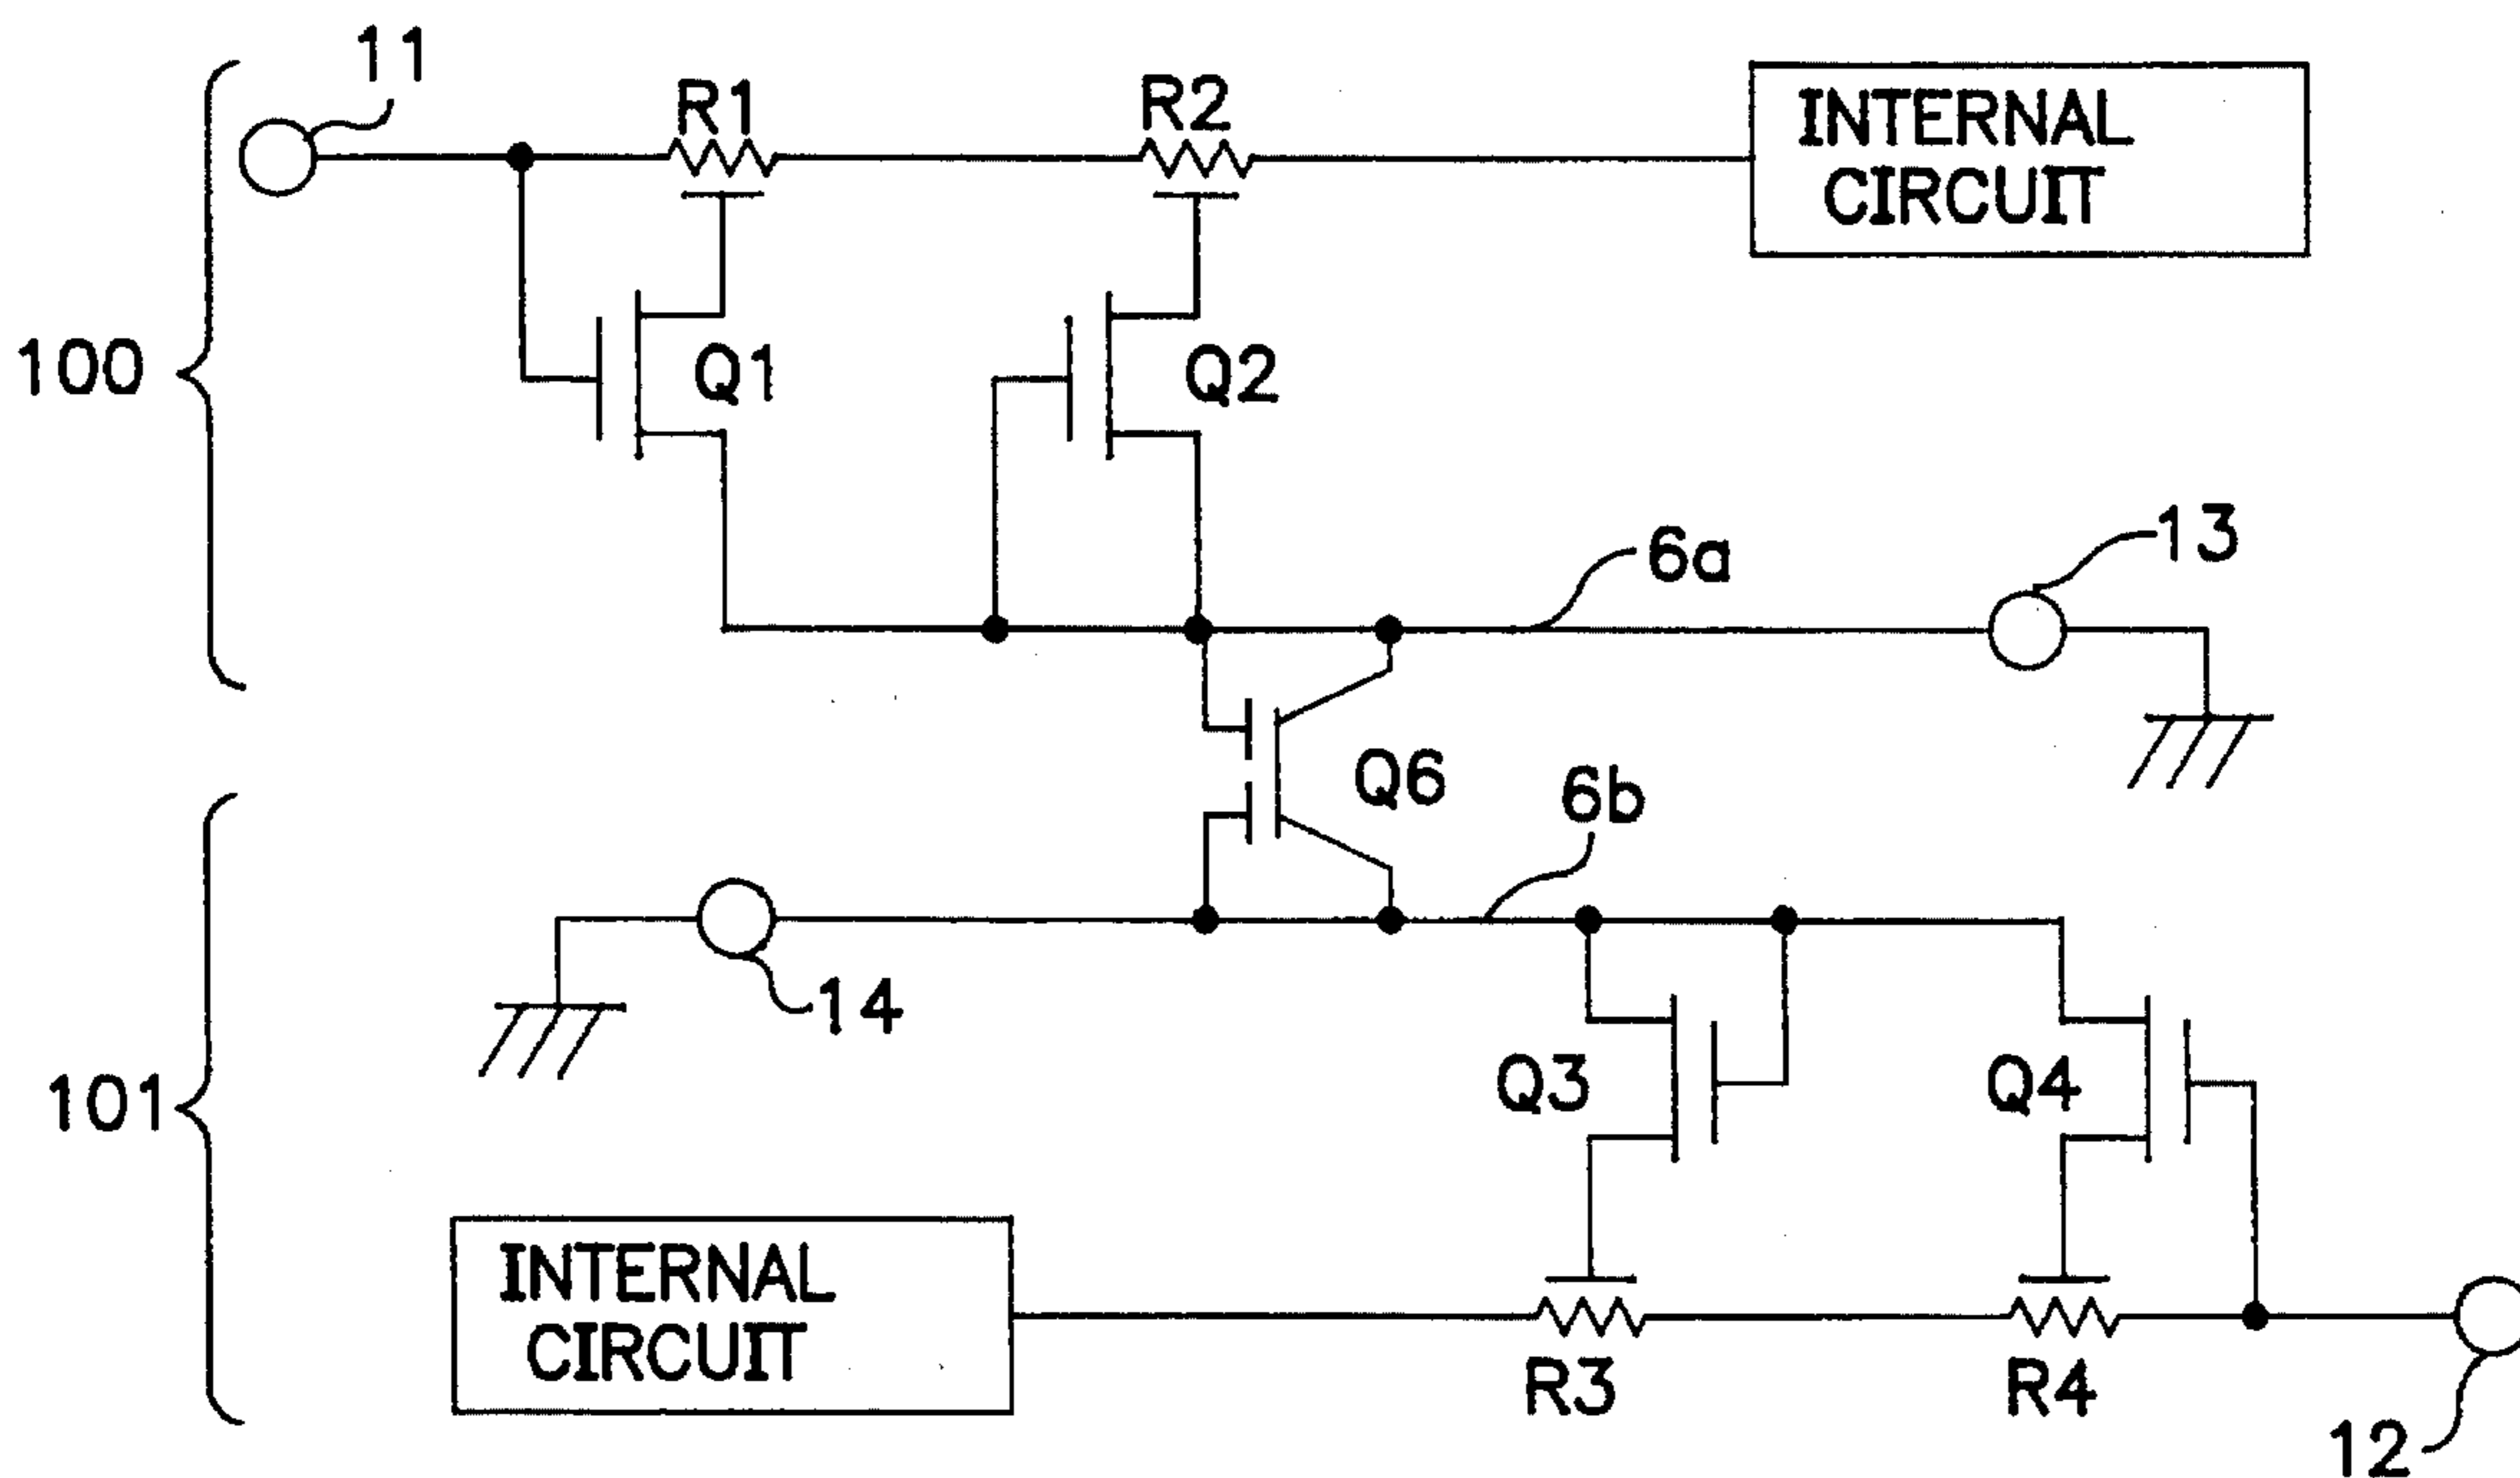 11
R1
R2
INTERNAL
CIRCUIT
100
Q1
Q2
6a
13
Q6
6b
14
101
Q3
Q4
INTERNAL
CIRCUIT
R3
R4
12